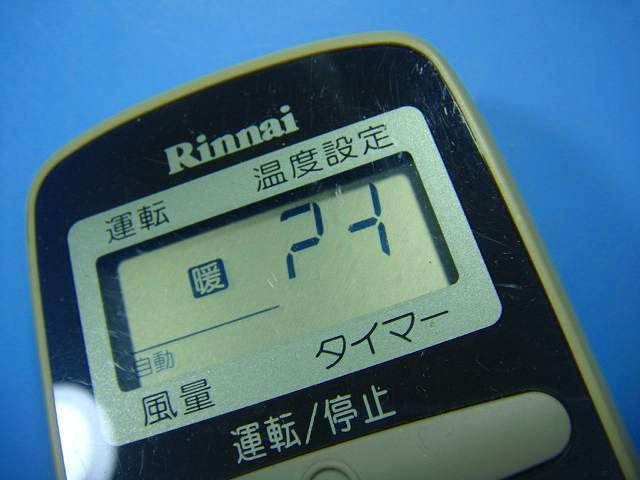 Rinnai
運転 温度設定
暖
自動
風量 タイマー
運転/停止